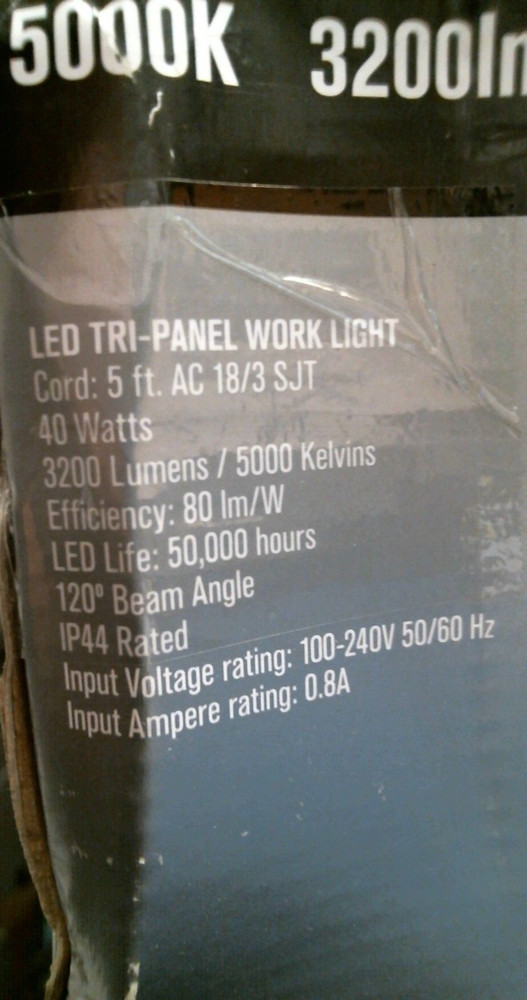 5000K 3200lm
LED TRI-PANEL WORK LIGHT
Cord: 5 ft. AC 18/3 SJT
40 Watts
3200 Lumens / 5000 Kelvins
Efficiency: 80 lm/W
LED Life: 50,000 hours
120° Beam Angle
IP44 Rated
Input Voltage rating: 100-240V 50/60 Hz
Input Ampere rating: 0.8A